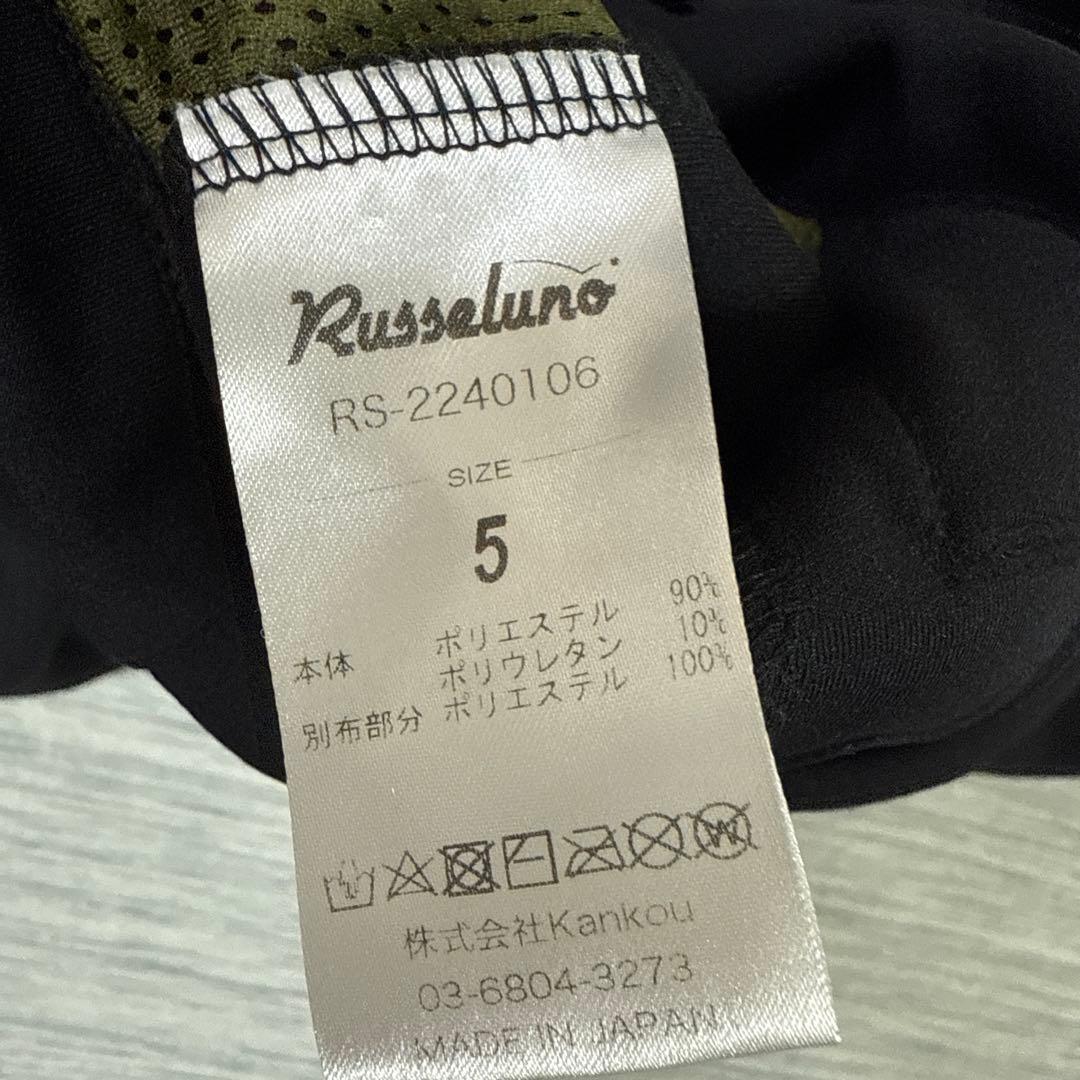 Russeluno
RS-2240106
SIZE
5
本体 ポリエステル 90%
ポリウレタン 10%
別布部分 ポリエステル 100%
W
株式会社Kankou
03-6804-3273
MADE IN JAPAN